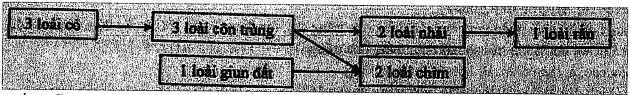 3 loài cỏ
3 loài côn trùng
2 loài nhái
1 loài rắn
1 loài giun đất
2 loài chim